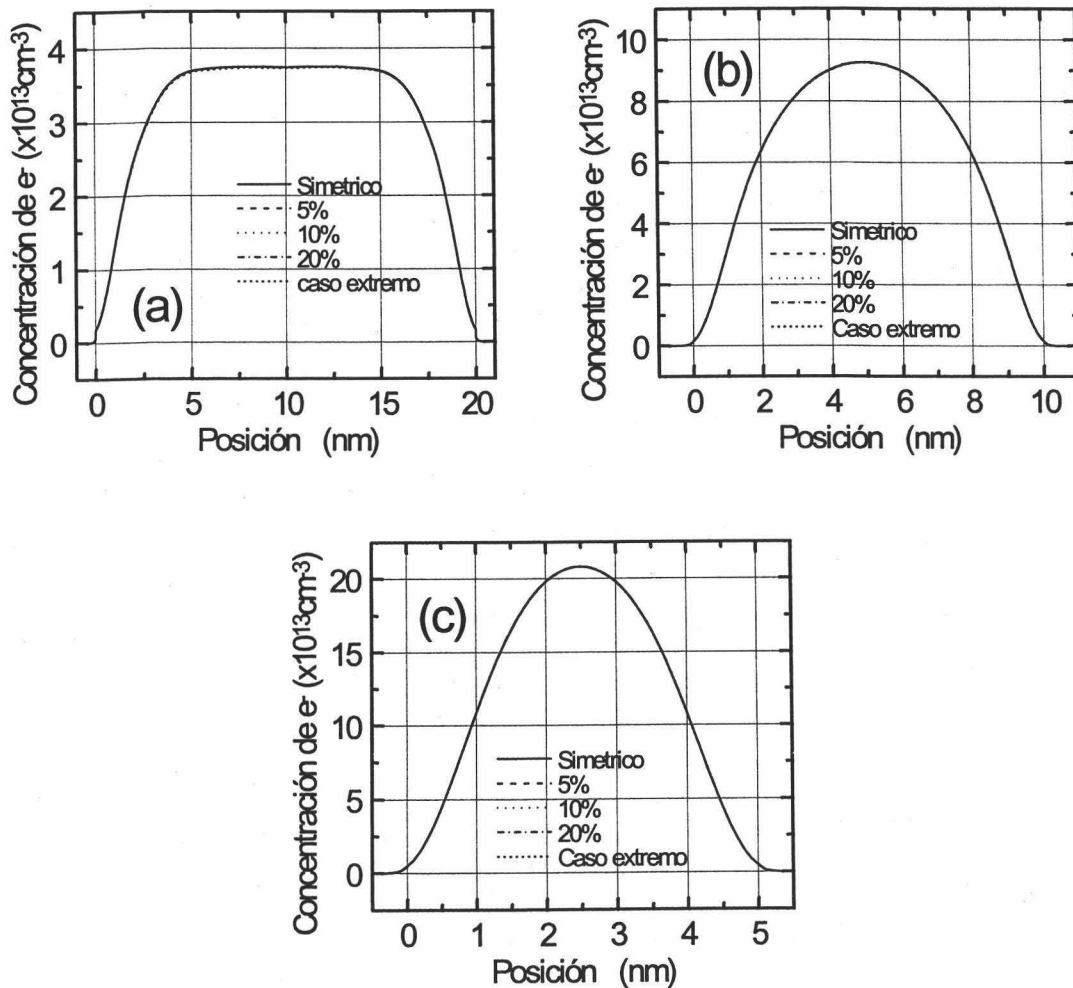 Concentración de e- (x10¹³cm-³)
4
3
2
1
0
Simetrico
5%
10%
20%
caso extremo
(a)
0 5 10 15 20
Posición (nm)
Concentración de e- (x10¹³cm-³)
10
8
6
4
2
0
(b)
Simetrico
5%
10%
20%
Caso extremo
0 2 4 6 8 10
Posición (nm)
Concentración de e- (x10¹³cm-³)
20
15
10
5
0
(c)
Simetrico
5%
10%
20%
Caso extremo
0 1 2 3 4 5
Posición (nm)